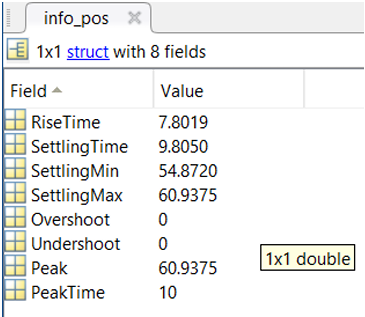 info_pos
1x1 struct with 8 fields
Field Value
RiseTime 7.8019
SettlingTime 9.8050
SettlingMin 54.8720
SettlingMax 60.9375
Overshoot 0
Undershoot 0
1x1 double
Peak 60.9375
PeakTime 10